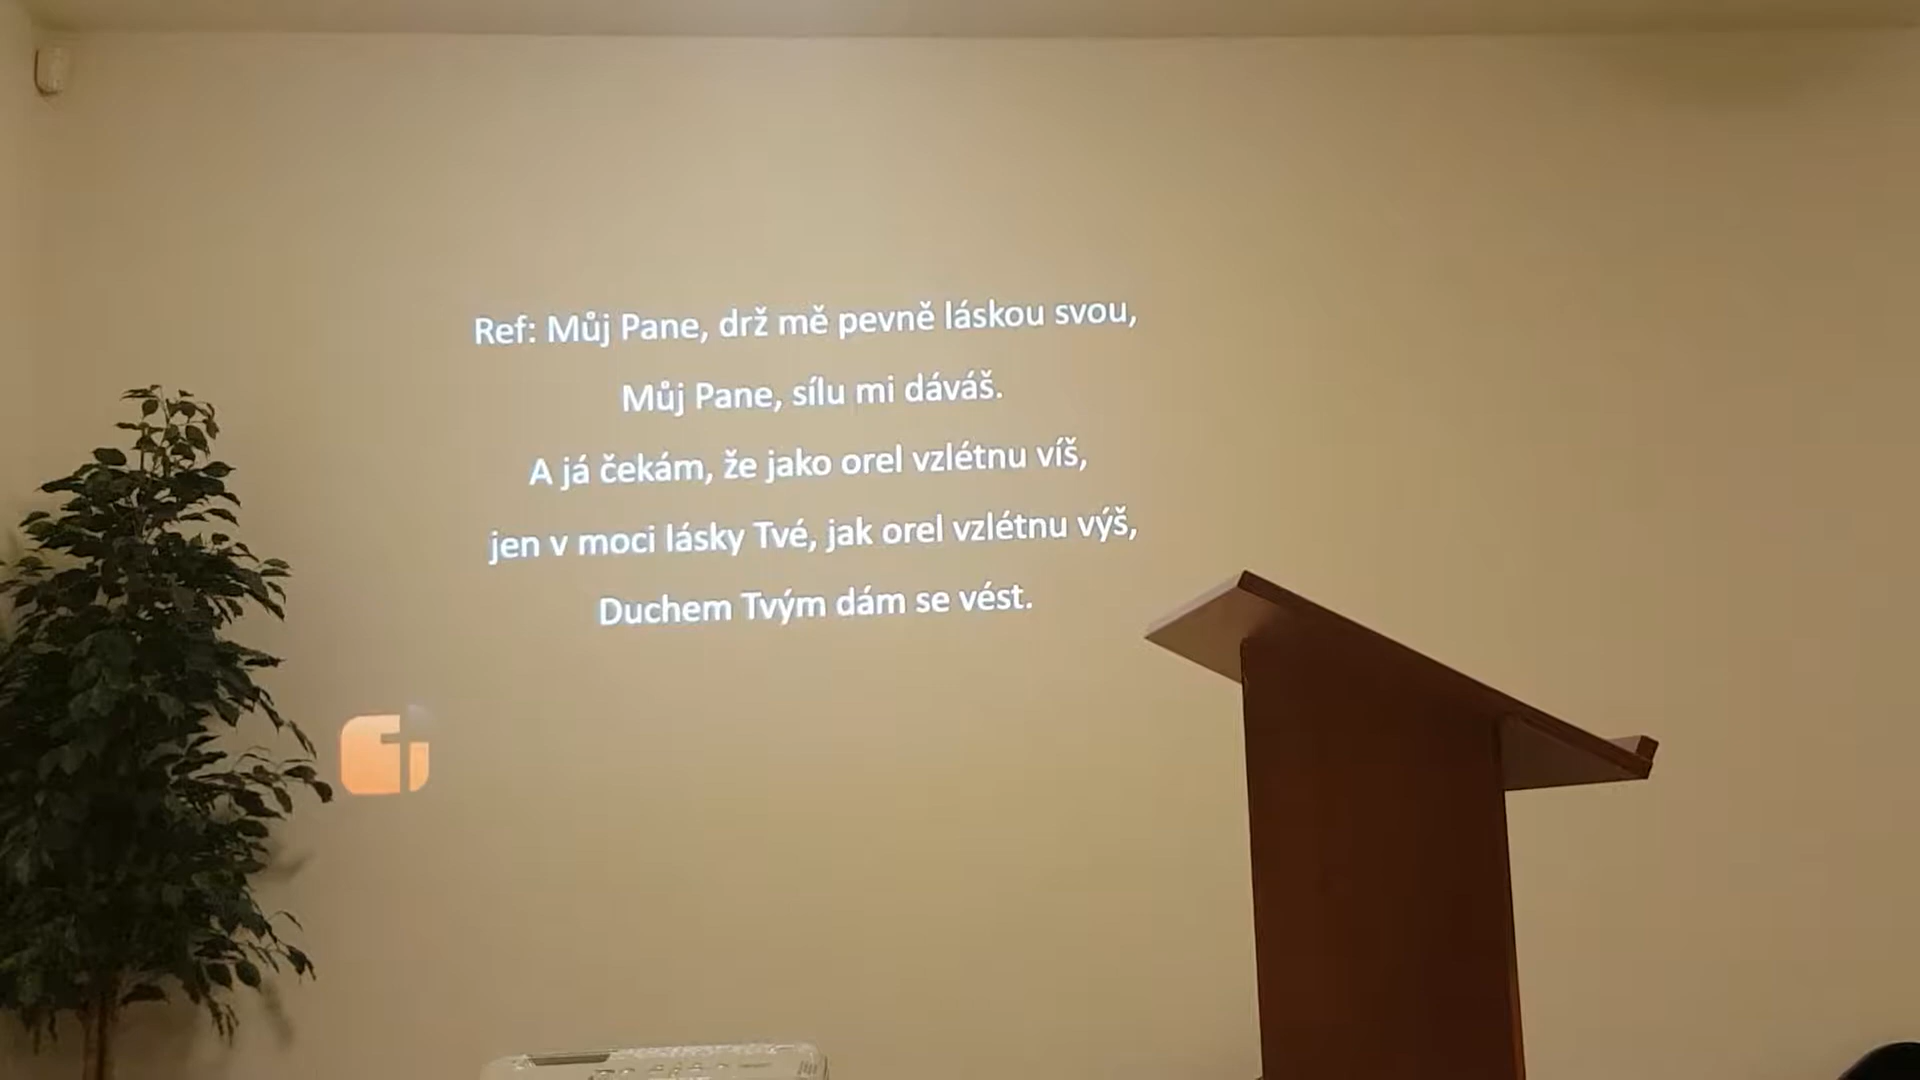 Ref: Můj Pane, drž mě pevně láskou svou,
Můj Pane, sílu mi dáváš.
A já čekám, že jako orel vzlétnu víš,
jen v moci lásky Tvé, jak orel vzlétnu výš,
Duchem Tvým dám se vést.